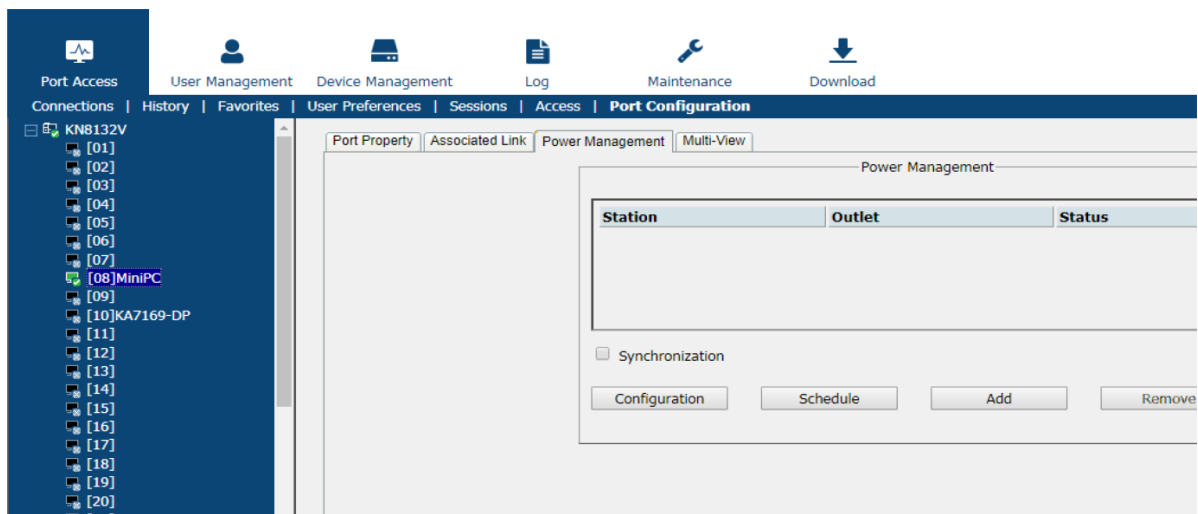 Port Access User Management Device Management Log Maintenance Download
Connections | History | Favorites | User Preferences | Sessions | Access | Port Configuration
KN8132V
[01]
[02]
[03]
[04]
[05]
[06]
[07]
[08]MiniPC
[09]
[10]KA7169-DP
[11]
[12]
[13]
[14]
[15]
[16]
[17]
[18]
[19]
[20]
Port Property Associated Link Power Management Multi-View
Power Management
Station Outlet Status
Synchronization
Configuration Schedule Add Remove